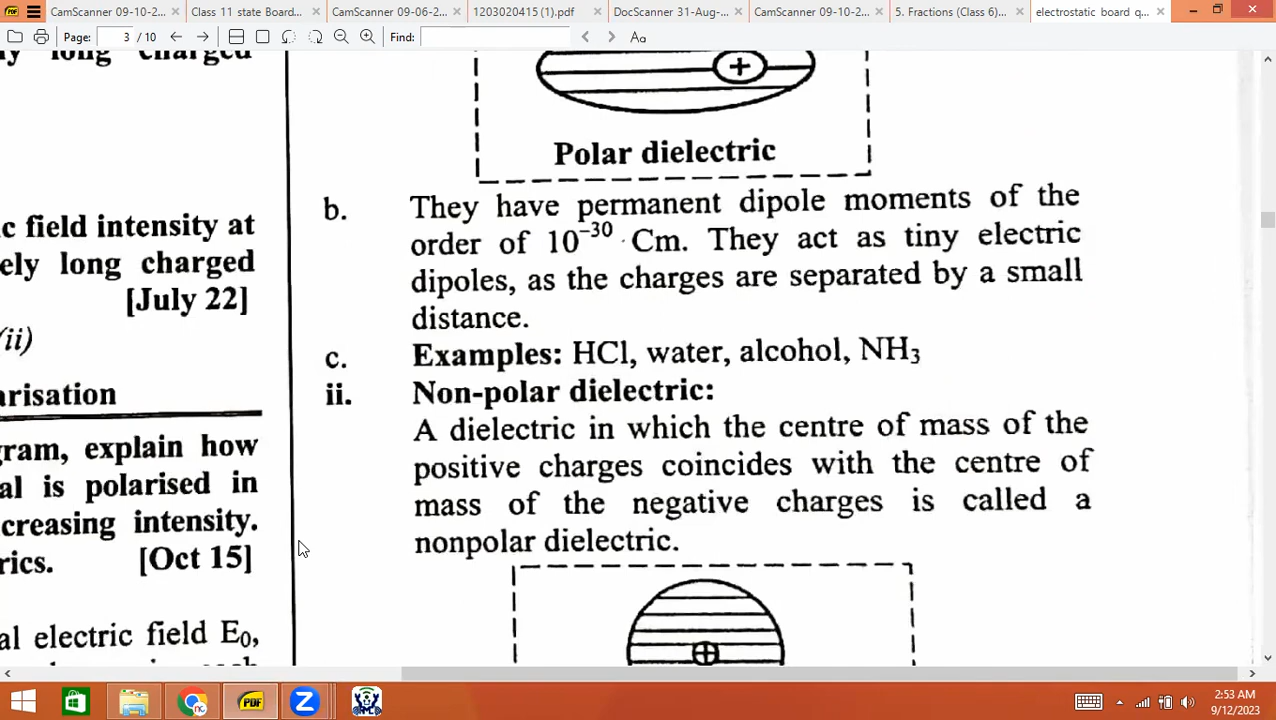 CamScanner 09-10-2...
Class 11 state Board...
CamScanner 09-06-2...
1203020415 (1).pdf
DocScanner 31-Aug-...
CamScanner 09-10-2...
5.Fractions (Class 6)...
electrostatic board q...
Page: 3 / 10
Find:
Aa
ly long charged
c field intensity at
ely long charged
[July 22]
(ii)
arisation
gram, explain how
al is polarised in
creasing intensity.
rics. [Oct 15]
al electric field E₀,
+
Polar dielectric
b. They have permanent dipole moments of the
order of 10⁻³⁰ Cm. They act as tiny electric
dipoles, as the charges are separated by a small
distance.
c. Examples: HCl, water, alcohol, NH₃
ii. Non-polar dielectric:
A dielectric in which the centre of mass of the
positive charges coincides with the centre of
mass of the negative charges is called a
nonpolar dielectric.
+
PDF
2:53 AM
9/12/2023